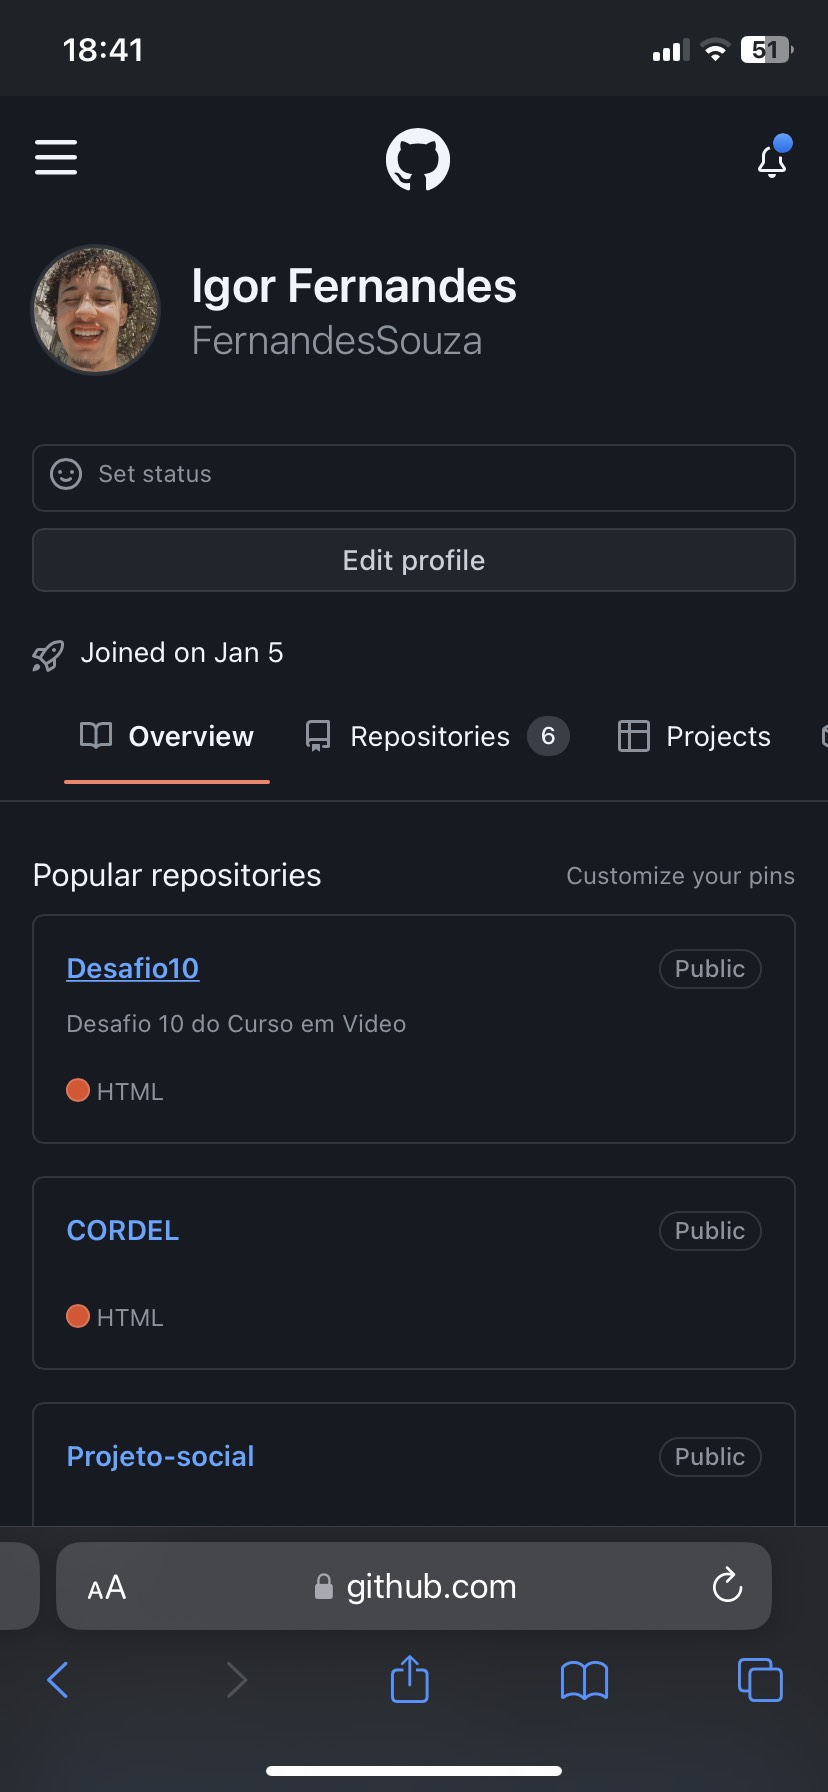 18:41
51
Igor Fernandes
FernandesSouza
Set status
Edit profile
Joined on Jan 5
Overview Repositories 6 Projects
Popular repositories Customize your pins
Desafio10 Public
Desafio 10 do Curso em Video
HTML
CORDEL Public
HTML
Projeto-social Public
AA github.com